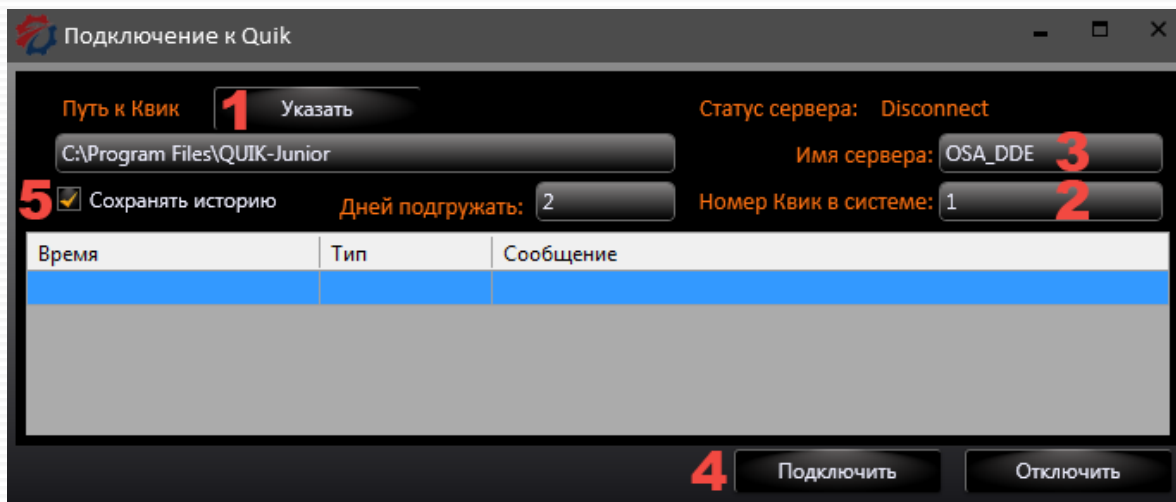 Подключение к Quik
Путь к Квик 1 Указать Статус сервера: Disconnect
C:\Program Files\QUIK-Junior Имя сервера: OSA_DDE 3
5 Сохранять историю Дней подгружать: 2 Номер Квик в системе: 1 2
Время Тип Сообщение
4 Подключить Отключить